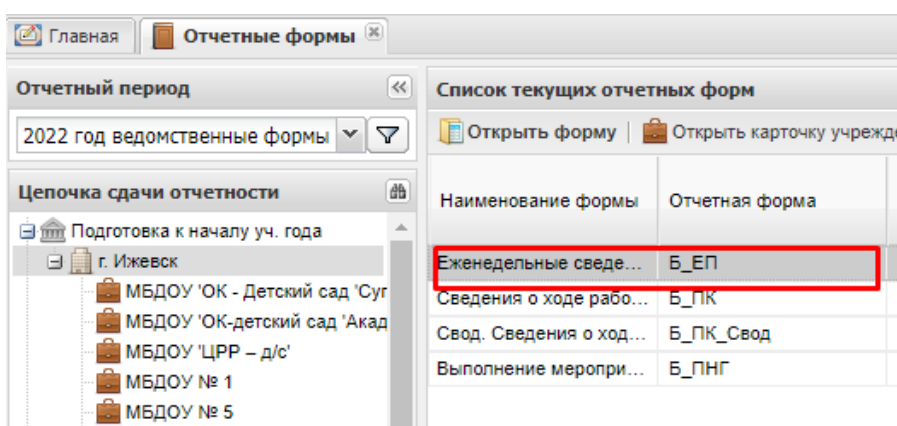 Главная
Отчетные формы
Отчетный период
2022 год ведомственные формы
Цепочка сдачи отчетности
Подготовка к началу уч. года
г. Ижевск
МБДОУ 'ОК - Детский сад 'Суг
МБДОУ 'ОК-детский сад 'Акад
МБДОУ 'ЦРР – д/с'
МБДОУ № 1
МБДОУ № 5
Список текущих отчетных форм
Открыть форму | Открыть карточку учрежд
Наименование формы Отчетная форма
Еженедельные сведе... Б_ЕП
Сведения о ходе рабо... Б_ПК
Свод. Сведения о ход... Б_ПК_Свод
Выполнение меропри... Б_ПНГ